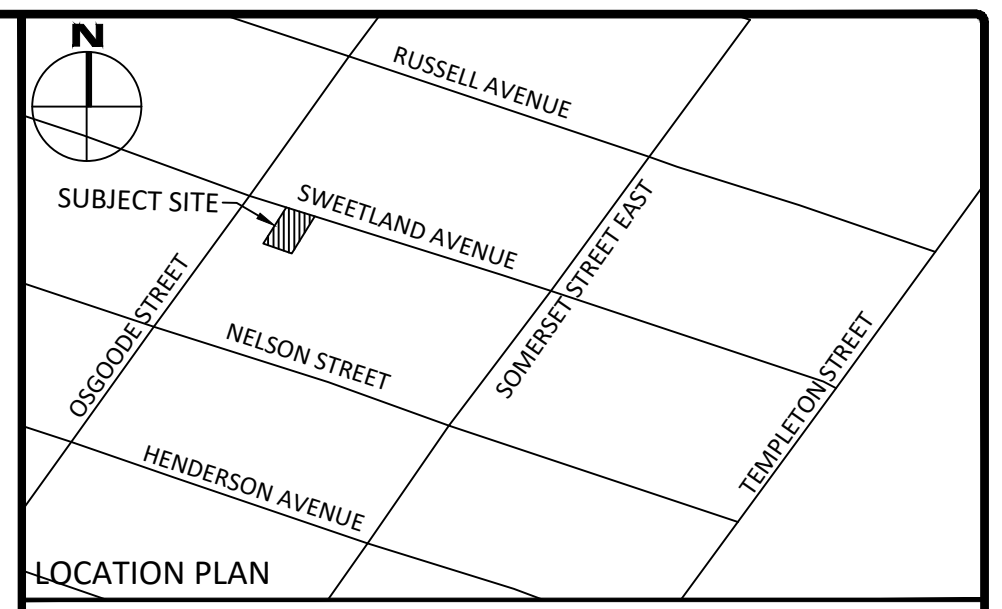 N
RUSSELL AVENUE
SUBJECT SITE
SWEETLAND AVENUE
SOMERSET STREET EAST
OSGOODE STREET
NELSON STREET
TEMPLETON STREET
HENDERSON AVENUE
LOCATION PLAN